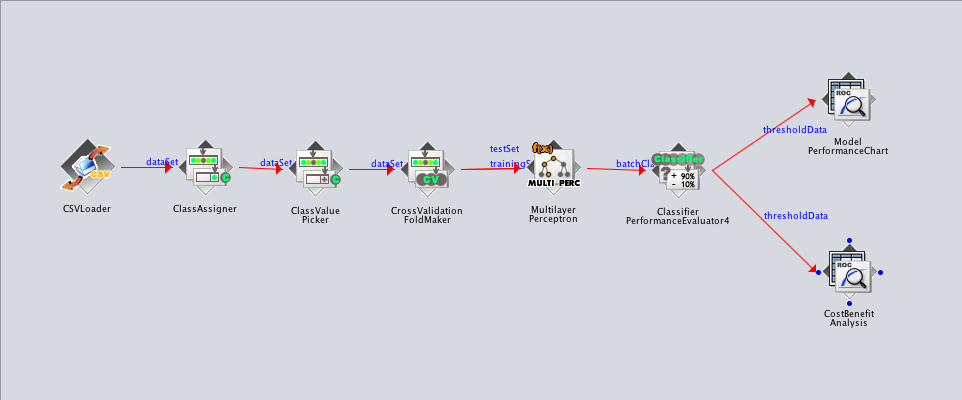 CSV
CSVLoader
dataSet
C
ClassAssigner
dataSet
C
ClassValue
Picker
dataSet
CV
CrossValidation
FoldMaker
testSet
trainingS
f(x)
MULTI PERC
Multilayer
Perceptron
batchCl
Classifier
+ 90%
- 10%
Classifier
PerformanceEvaluator4
thresholdData
ROC
Model
PerformanceChart
thresholdData
ROC
CostBenefit
Analysis